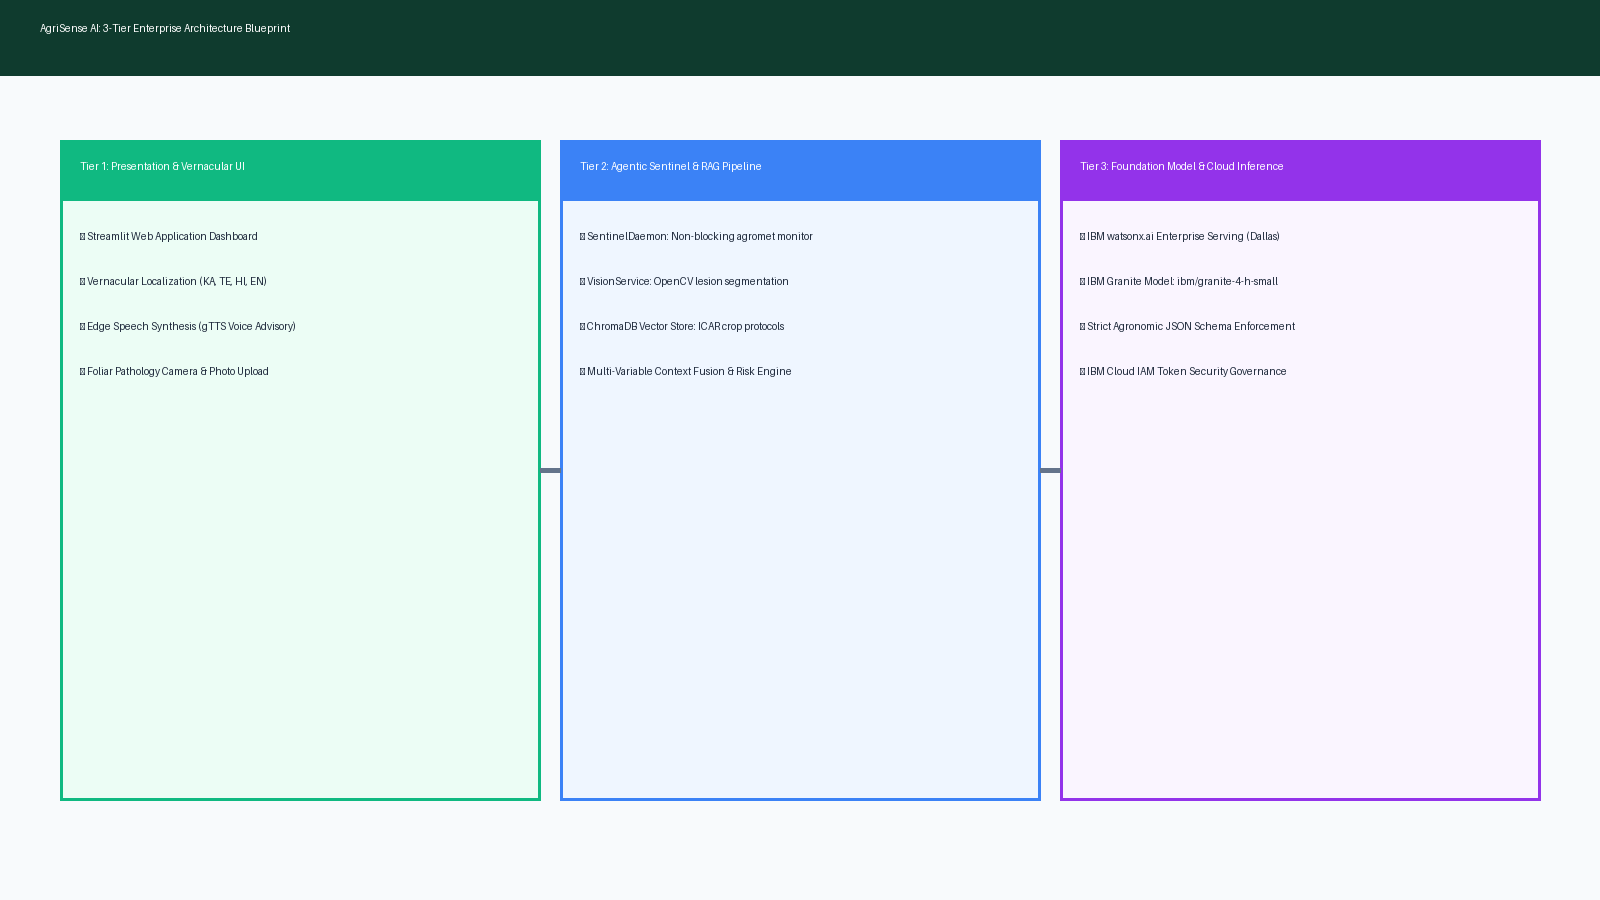 AgriSense AI: 3-Tier Enterprise Architecture Blueprint
Tier 1: Presentation & Vernacular UI
Streamlit Web Application Dashboard
Vernacular Localization (KA, TE, HI, EN)
Edge Speech Synthesis (gTTS Voice Advisory)
Foliar Pathology Camera & Photo Upload
Tier 2: Agentic Sentinel & RAG Pipeline
SentinelDaemon: Non-blocking agromet monitor
VisionService: OpenCV lesion segmentation
ChromaDB Vector Store: ICAR crop protocols
Multi-Variable Context Fusion & Risk Engine
Tier 3: Foundation Model & Cloud Inference
IBM watsonx.ai Enterprise Serving (Dallas)
IBM Granite Model: ibm/granite-4-h-small
Strict Agronomic JSON Schema Enforcement
IBM Cloud IAM Token Security Governance